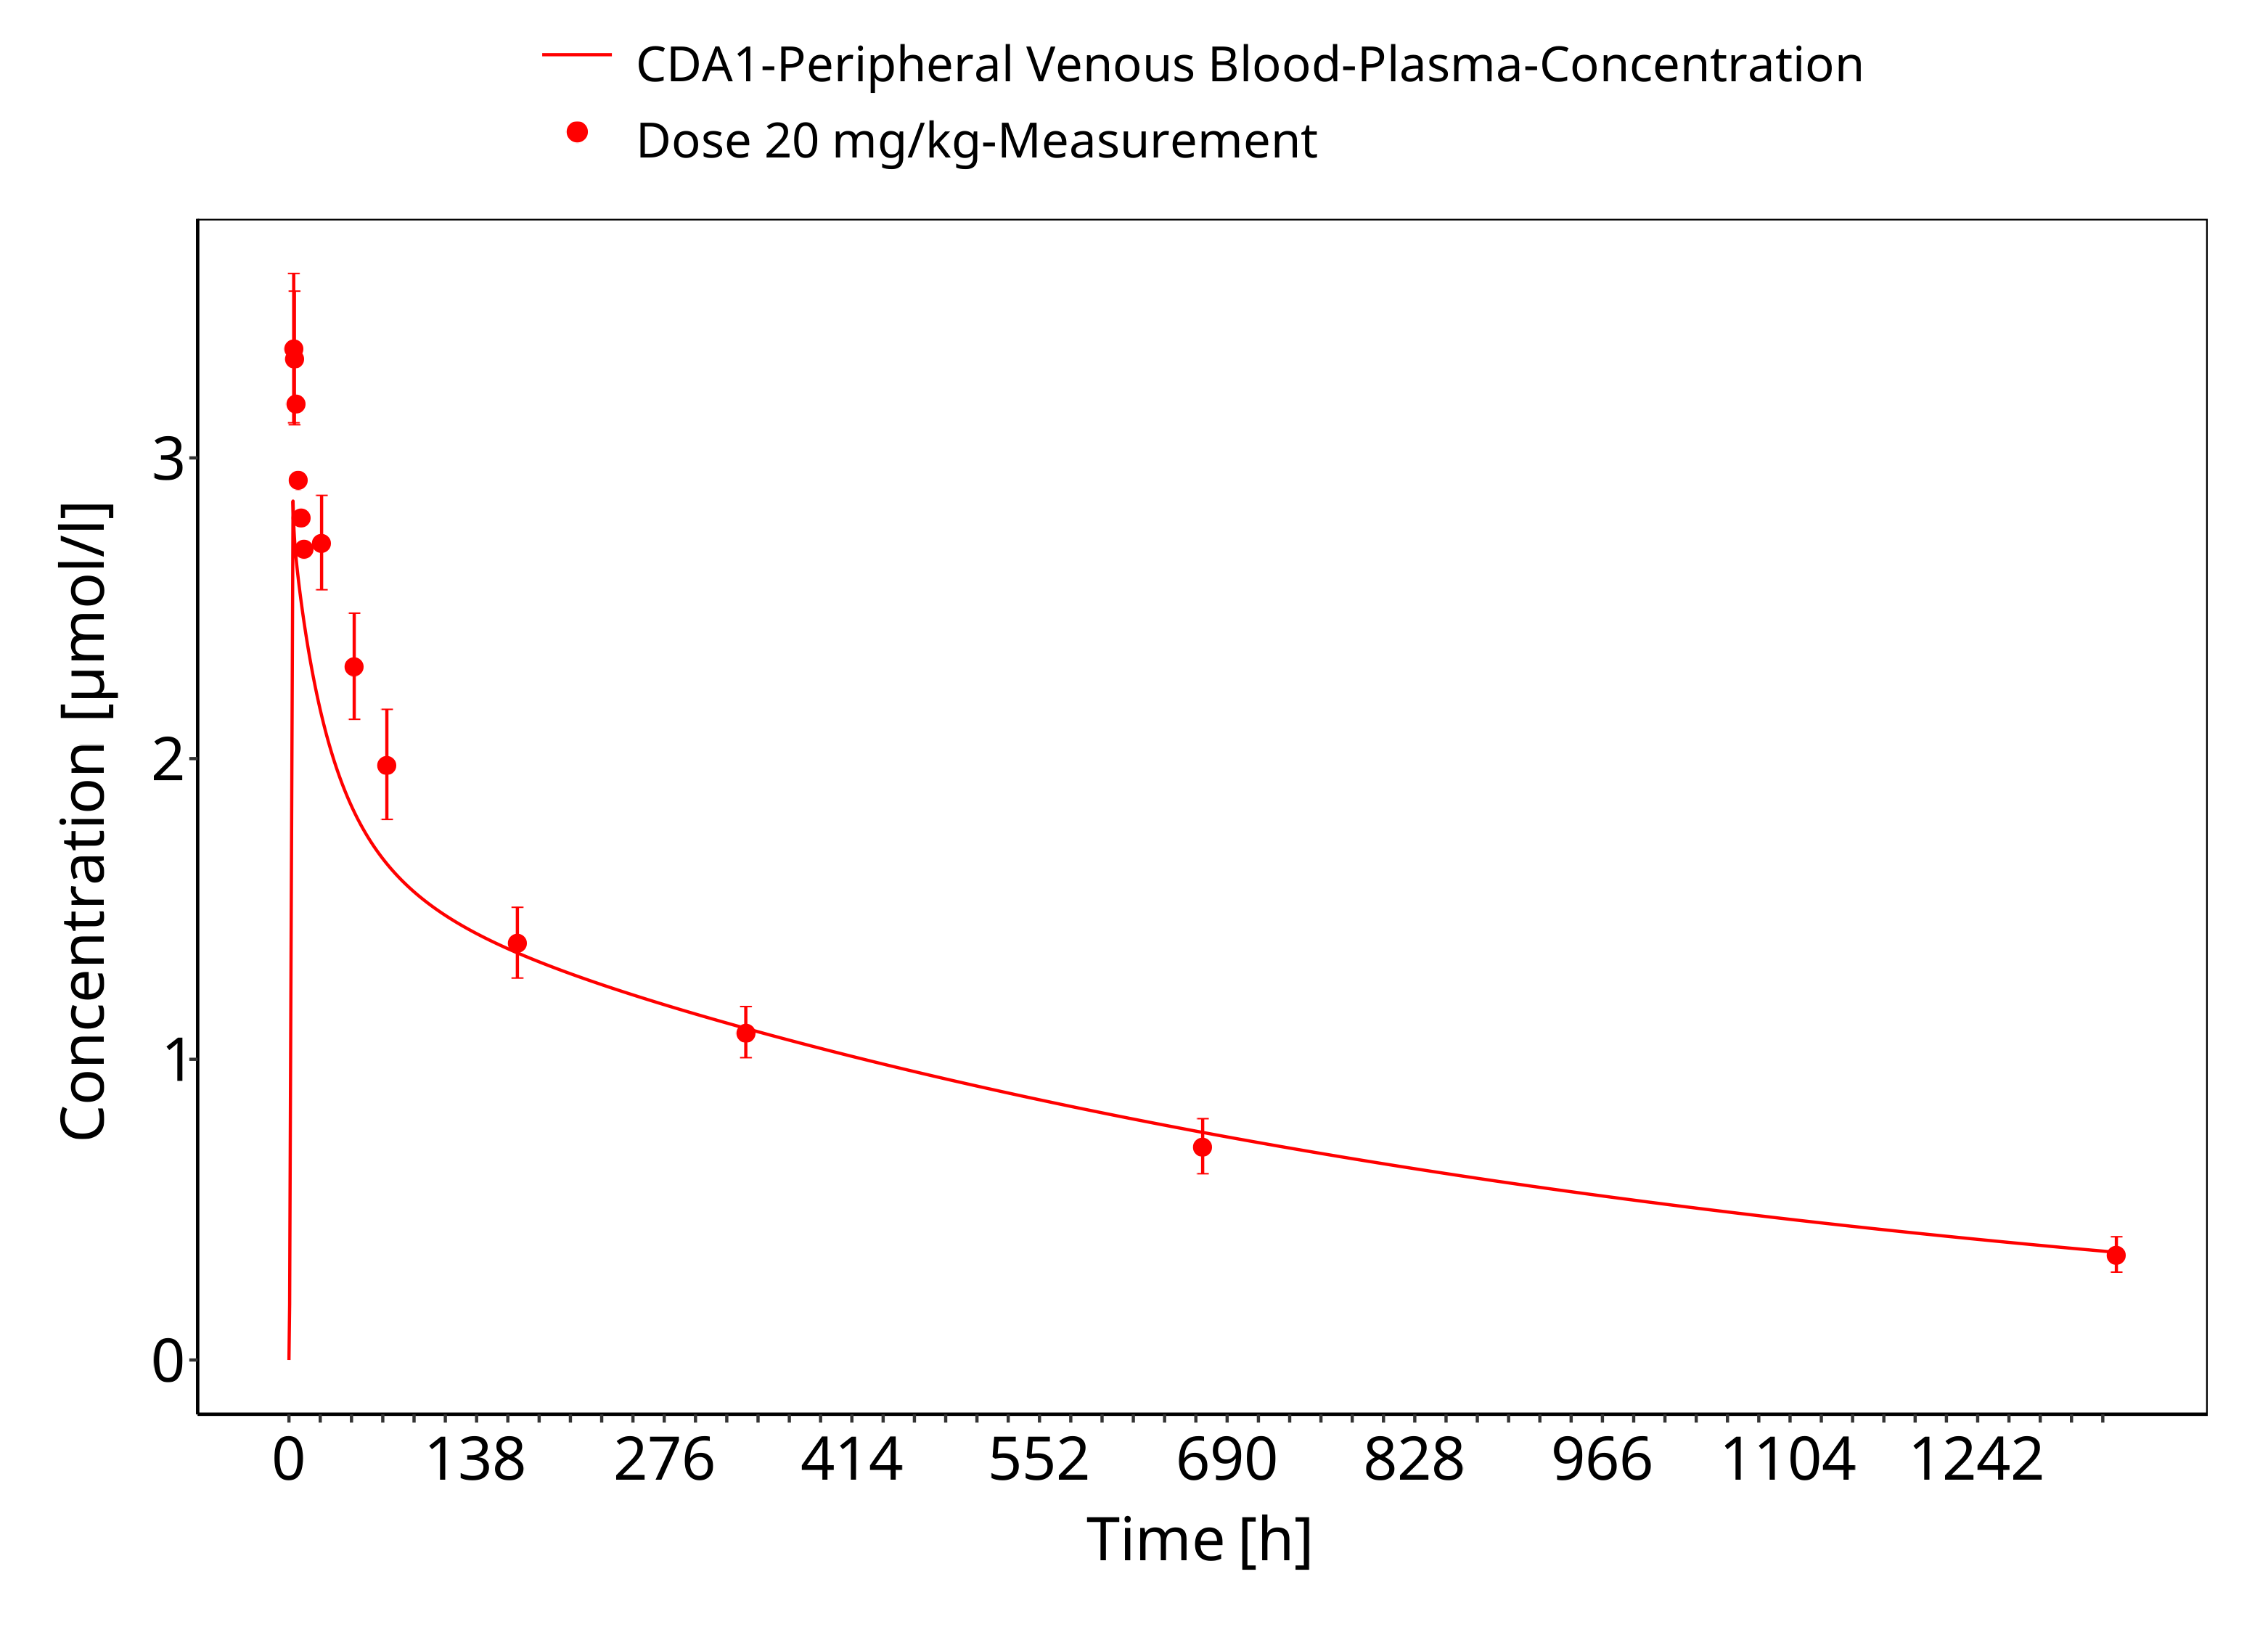 CDA1-Peripheral Venous Blood-Plasma-Concentration
Dose 20 mg/kg-Measurement
Concentration [µmol/l]
3
2
1
0
0 138 276 414 552 690 828 966 1104 1242
Time [h]